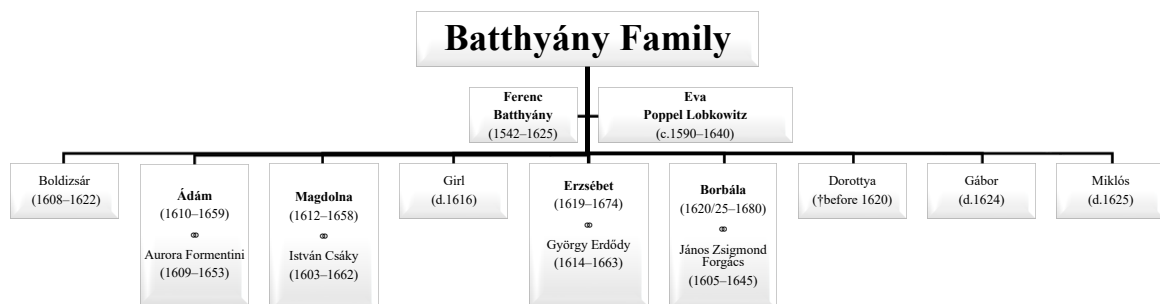 Batthyány Family
Ferenc
Batthyány
(1542–1625)
Eva
Poppel Lobkowitz
(c.1590–1640)
Boldizsár
(1608–1622)
Ádám
(1610–1659)
⚭
Aurora Formentini
(1609–1653)
Magdolna
(1612–1658)
⚭
István Csáky
(1603–1662)
Girl
(d.1616)
Erzsébet
(1619–1674)
⚭
György Erdődy
(1614–1663)
Borbála
(1620/25–1680)
⚭
János Zsigmond
Forgács
(1605–1645)
Dorottya
(†before 1620)
Gábor
(d.1624)
Miklós
(d.1625)